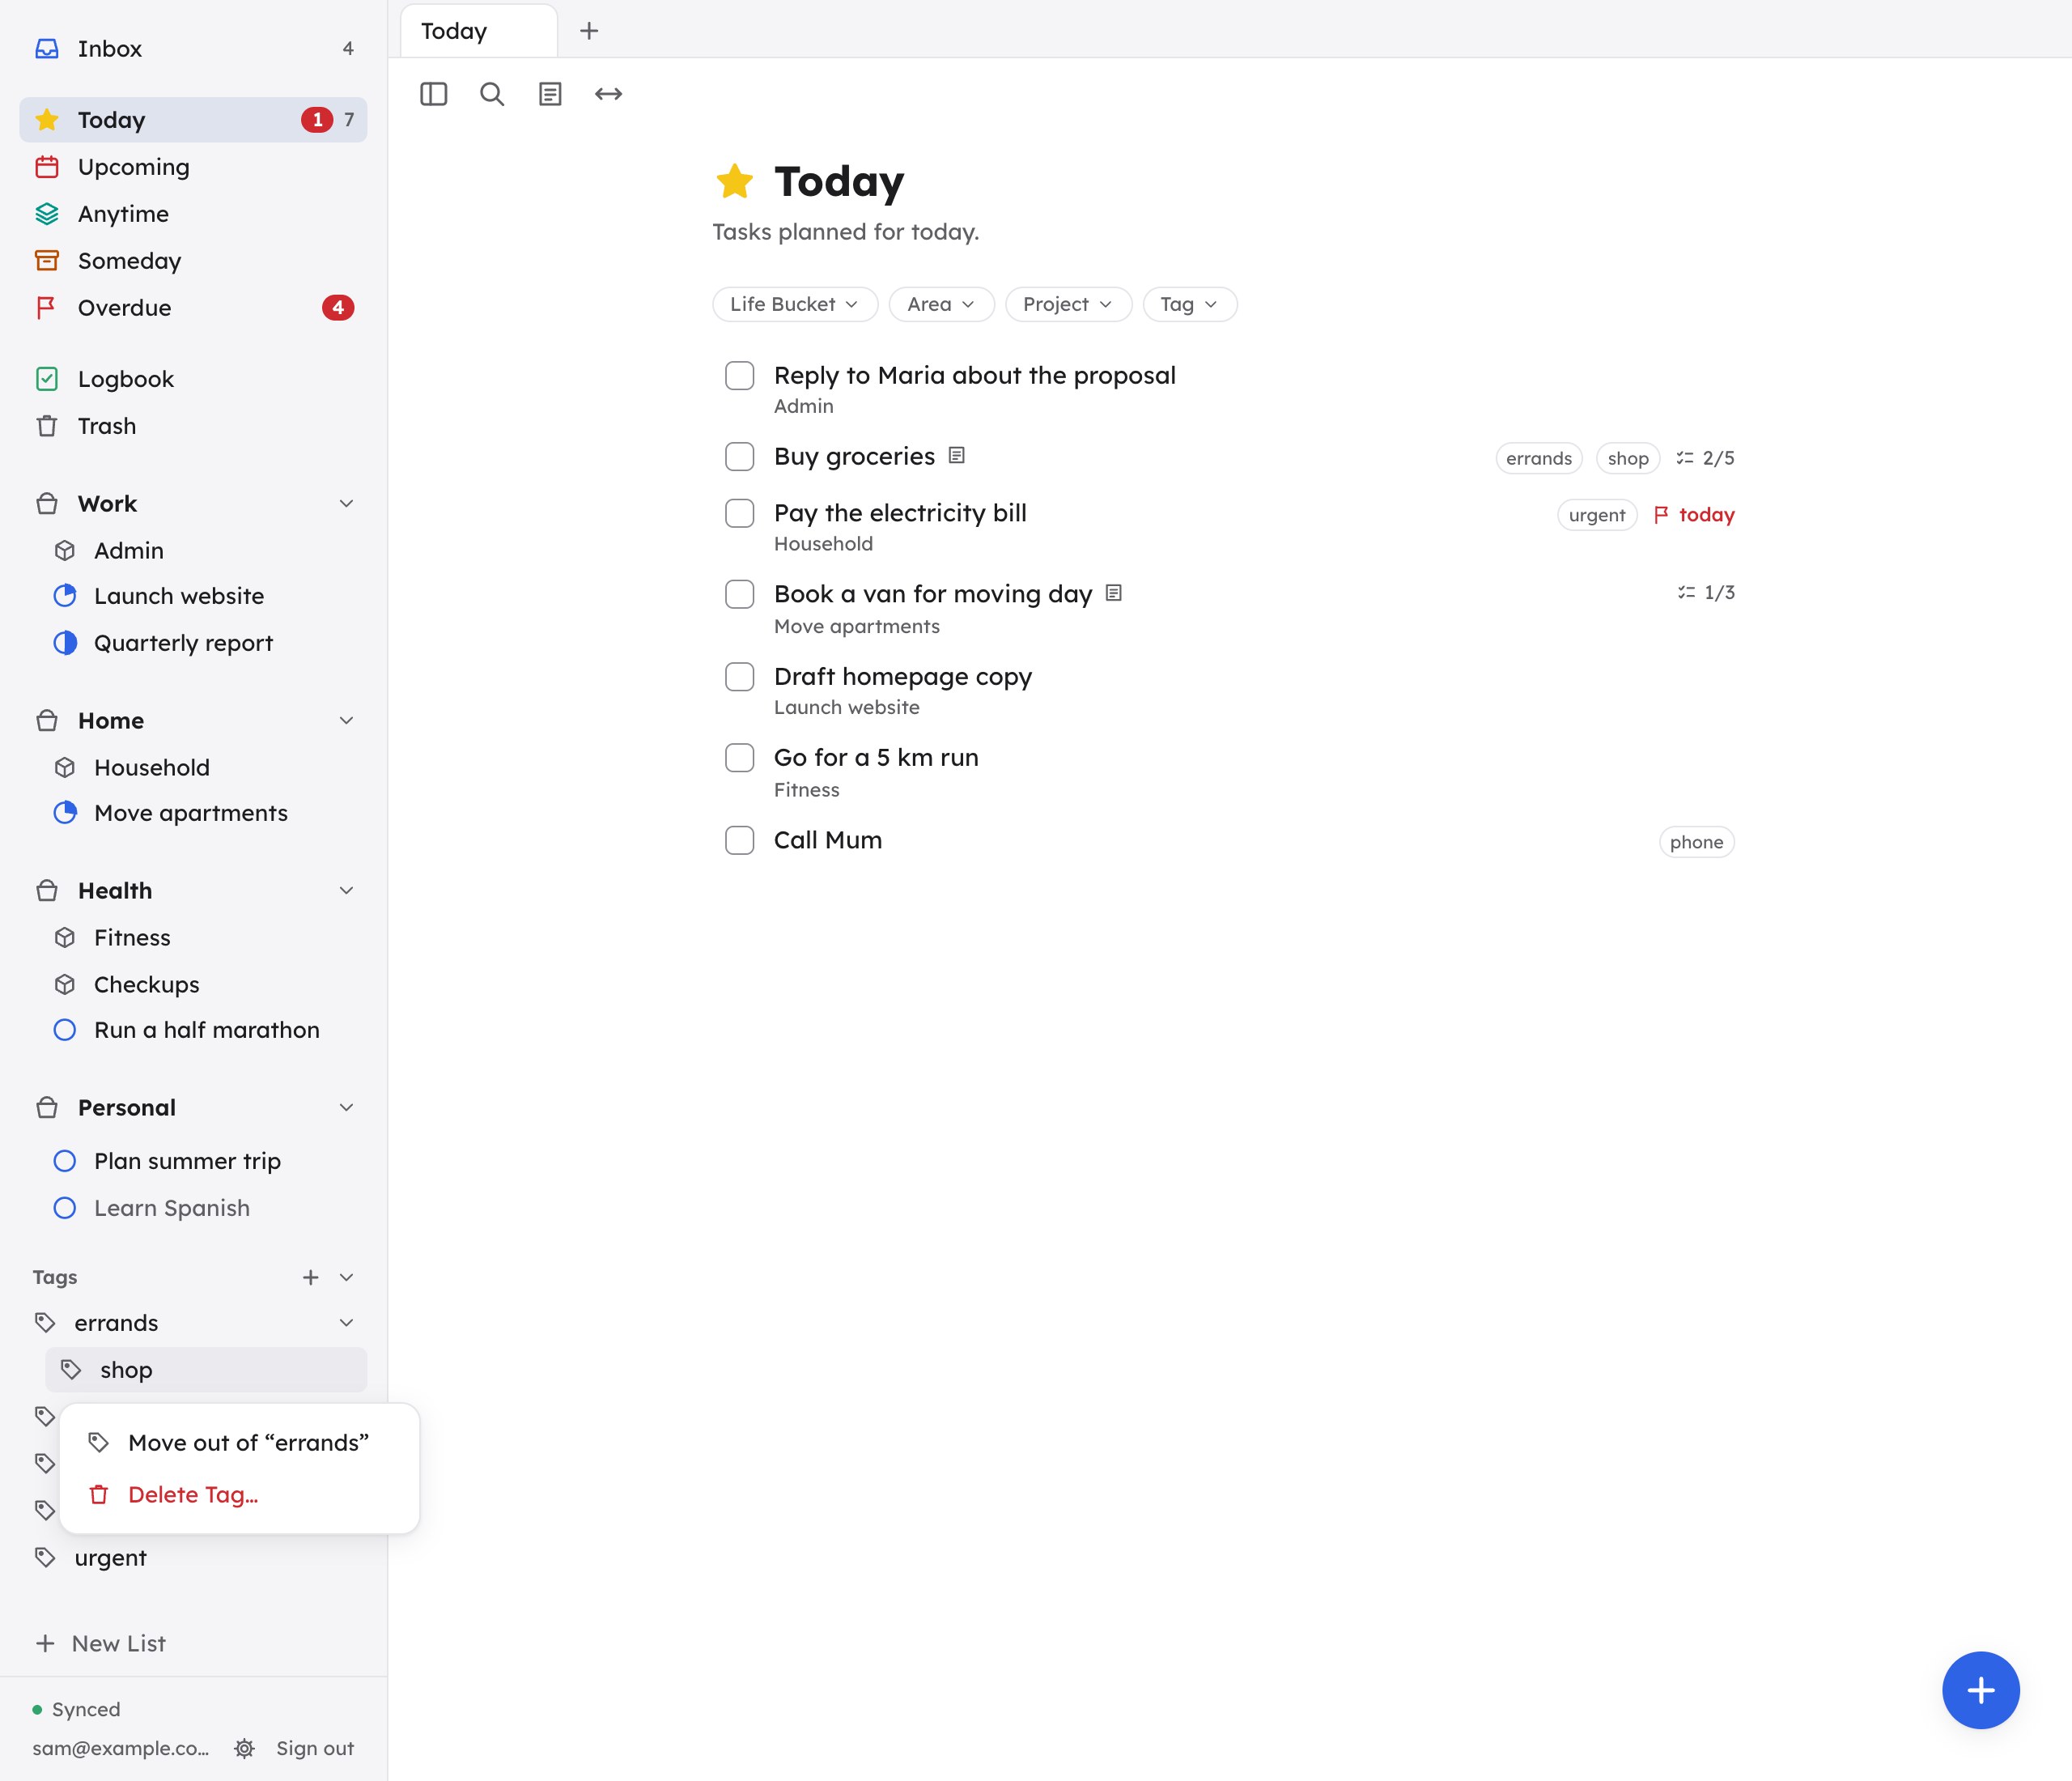 Inbox 4
Today 1 7
Upcoming
Anytime
Someday
Overdue 4
Logbook
Trash
Work
Admin
Launch website
Quarterly report
Home
Household
Move apartments
Health
Fitness
Checkups
Run a half marathon
Personal
Plan summer trip
Learn Spanish
Tags
errands
shop
Move out of “errands”
Delete Tag…
urgent
New List
Synced
sam@example.co… Sign out
Today
Today
Tasks planned for today.
Life Bucket Area Project Tag
Reply to Maria about the proposal
Admin
Buy groceries errands shop 2/5
Pay the electricity bill urgent today
Household
Book a van for moving day 1/3
Move apartments
Draft homepage copy
Launch website
Go for a 5 km run
Fitness
Call Mum phone